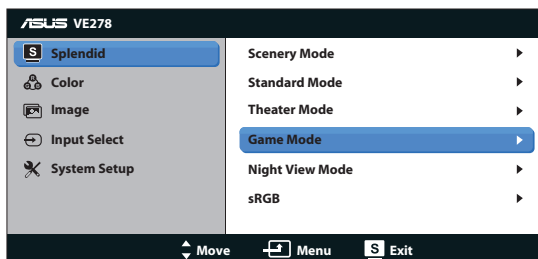 ASUS VE278
S Splendid
Color
Image
Input Select
System Setup
Scenery Mode
Standard Mode
Theater Mode
Game Mode
Night View Mode
sRGB
Move Menu S Exit